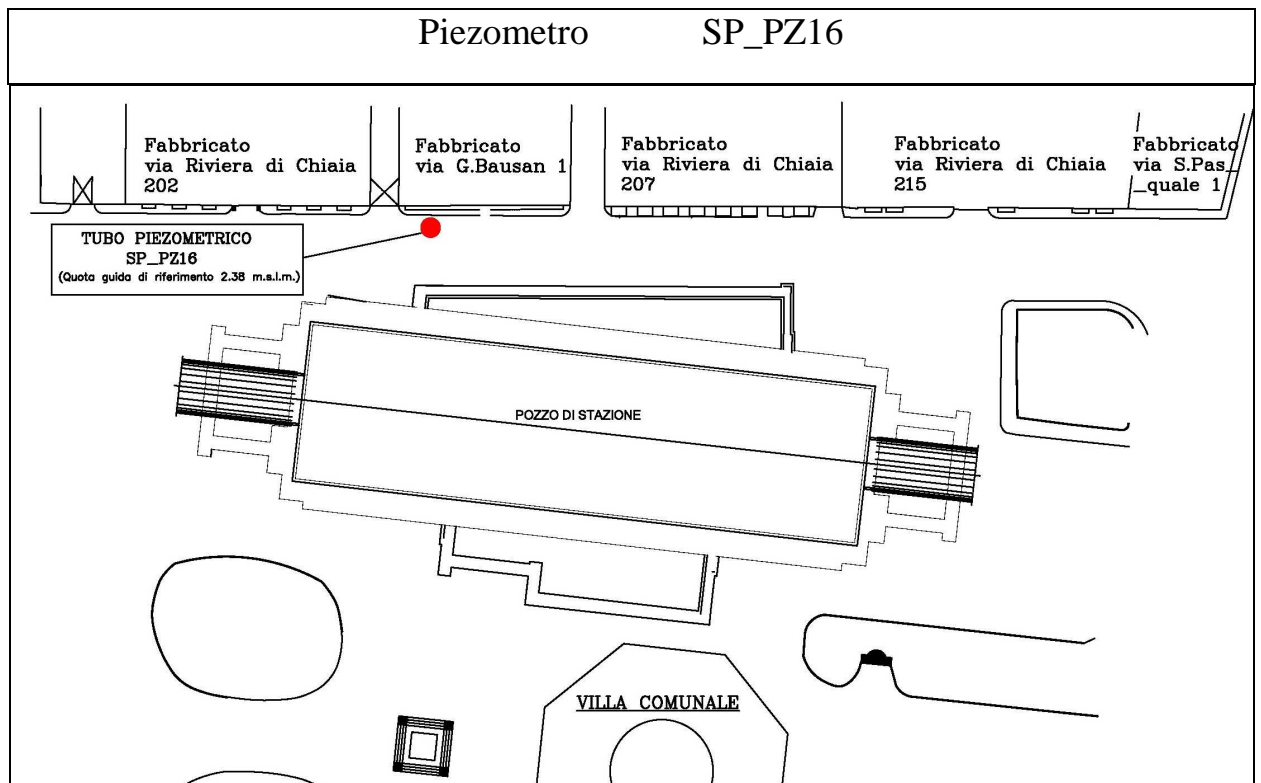 Piezometro SP_PZ16
Fabbricato
via Riviera di Chiaia
202
Fabbricato
via G.Bausan 1
Fabbricato
via Riviera di Chiaia
207
Fabbricato
via Riviera di Chiaia
215
Fabbricato
via S.Pas_
_quale 1
TUBO PIEZOMETRICO
SP_PZ16
(Quota guida di riferimento 2.38 m.s.l.m.)
POZZO DI STAZIONE
VILLA COMUNALE